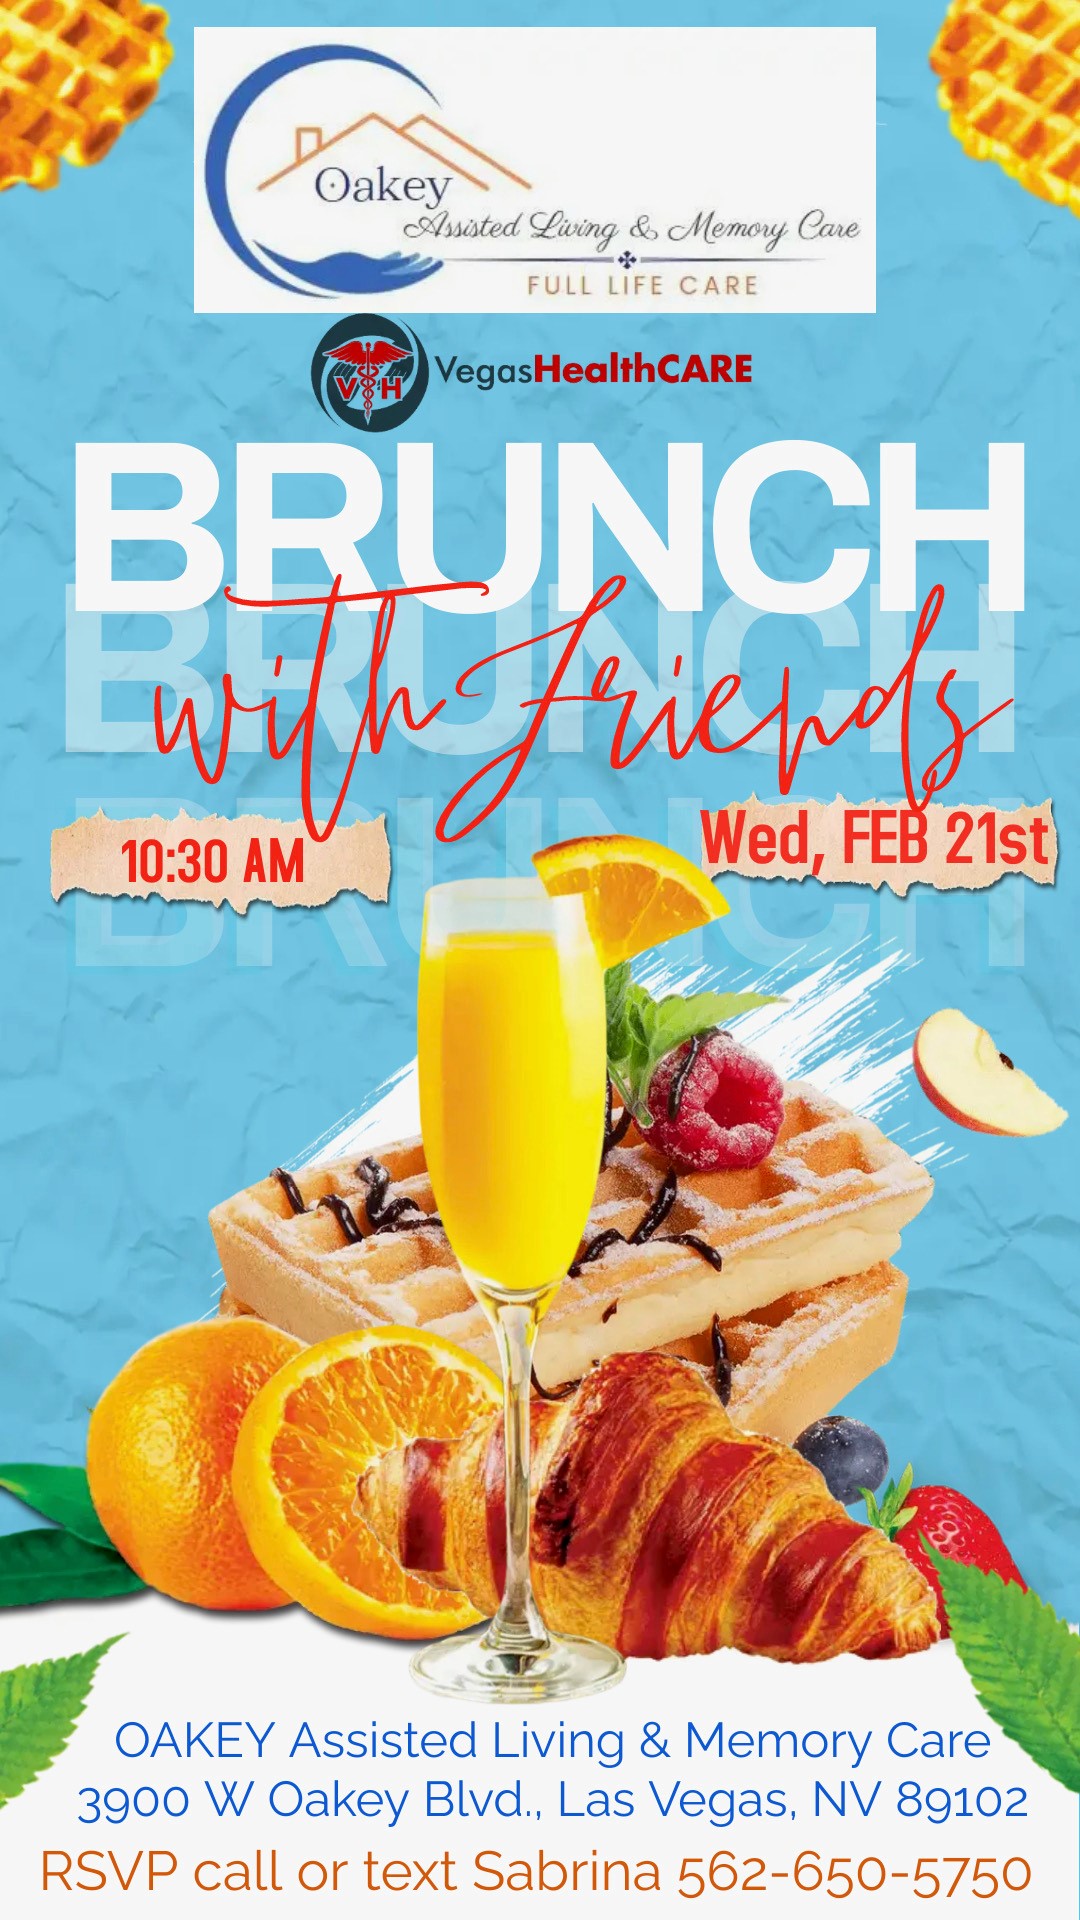 Oakey
Assisted Living & Memory Care
FULL LIFE CARE
VH
VegasHealthCARE
BRUNCH
BRUNCH
with Friends
BRUNCH
10:30 AM
Wed, FEB 21st
OAKEY Assisted Living & Memory Care
3900 W Oakey Blvd., Las Vegas, NV 89102
RSVP call or text Sabrina 562-650-5750